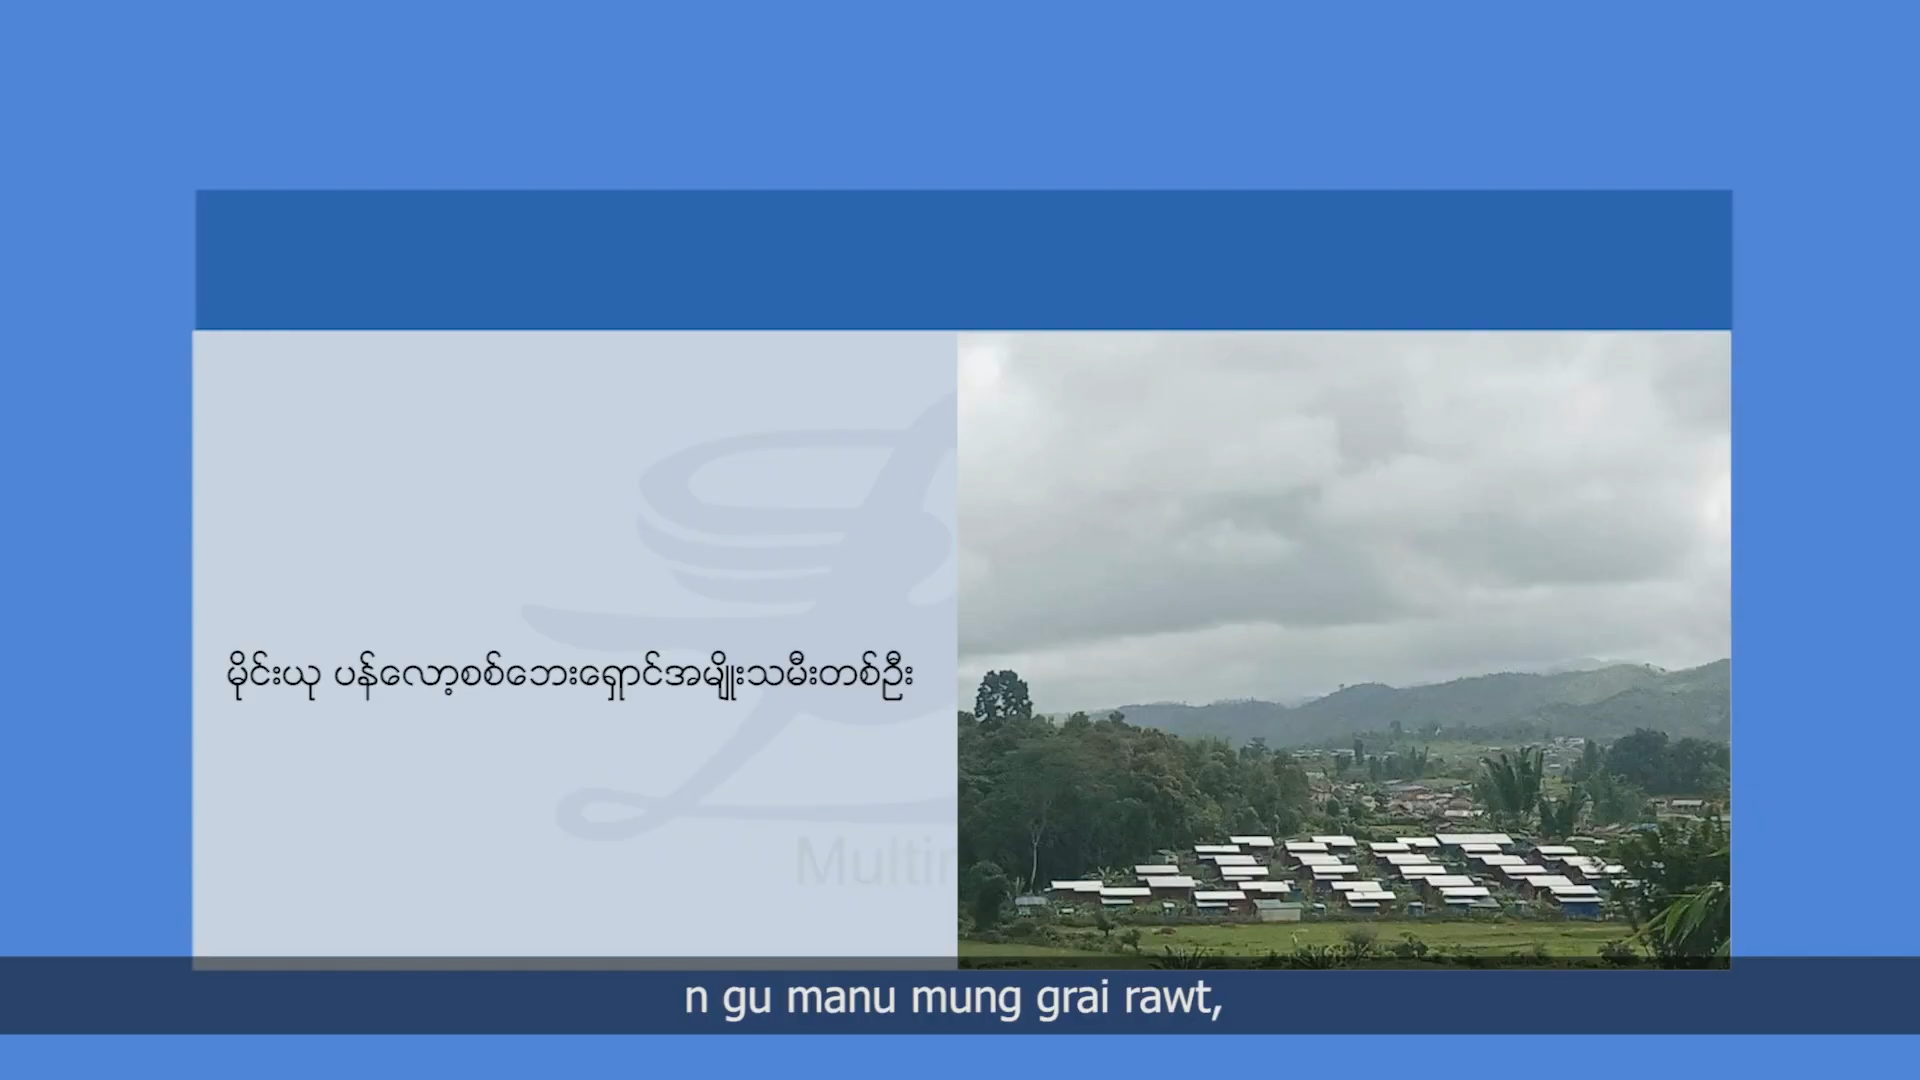 မိုင်းယု ပန်လော့စစ်ဘေးရှောင်အမျိုးသမီးတစ်ဦး
n gu manu mung grai rawt,